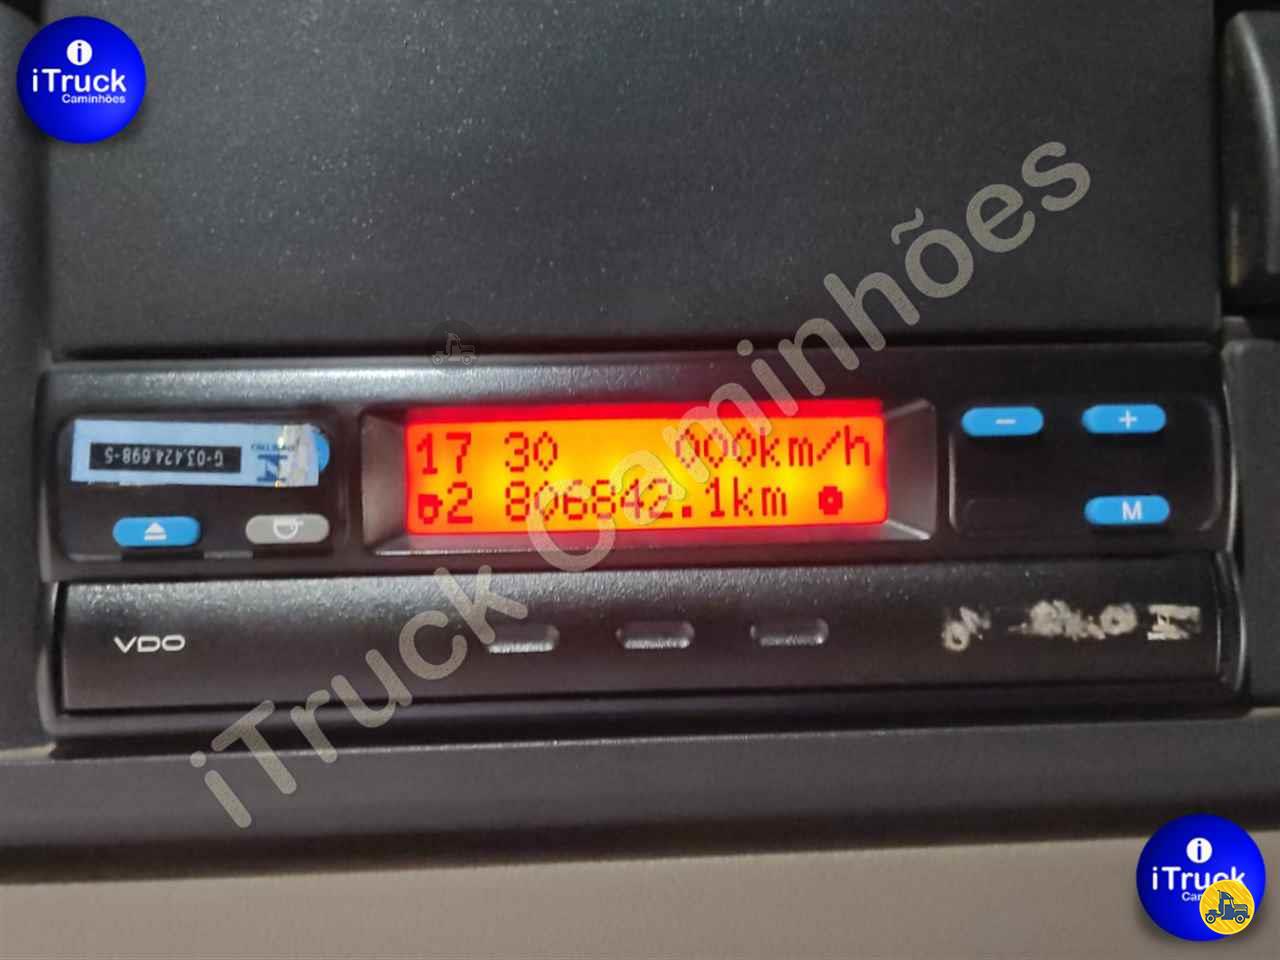 i
iTruck
Caminhões
17 30 000km/h
2 806842.1km
G-03.424.698-5
− +
M
VDO
iTruck Caminhões
i
iTruck